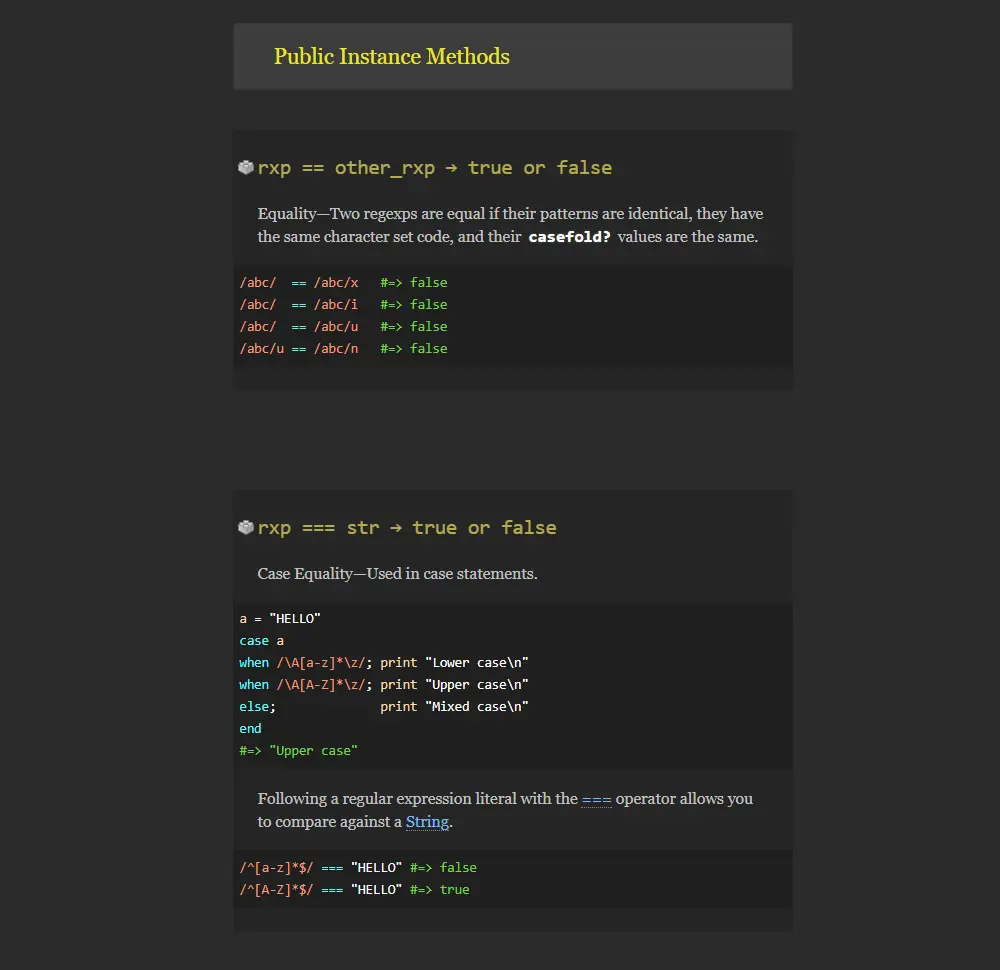 Public Instance Methods
rxp == other_rxp → true or false
Equality—Two regexps are equal if their patterns are identical, they have
the same character set code, and their casefold? values are the same.
/abc/  == /abc/x   #=> false
/abc/  == /abc/i   #=> false
/abc/  == /abc/u   #=> false
/abc/u == /abc/n   #=> false
rxp === str → true or false
Case Equality—Used in case statements.
a = "HELLO"
case a
when /\A[a-z]*\z/; print "Lower case\n"
when /\A[A-Z]*\z/; print "Upper case\n"
else;              print "Mixed case\n"
end
#=> "Upper case"
Following a regular expression literal with the === operator allows you
to compare against a String.
/^[a-z]*$/ === "HELLO" #=> false
/^[A-Z]*$/ === "HELLO" #=> true